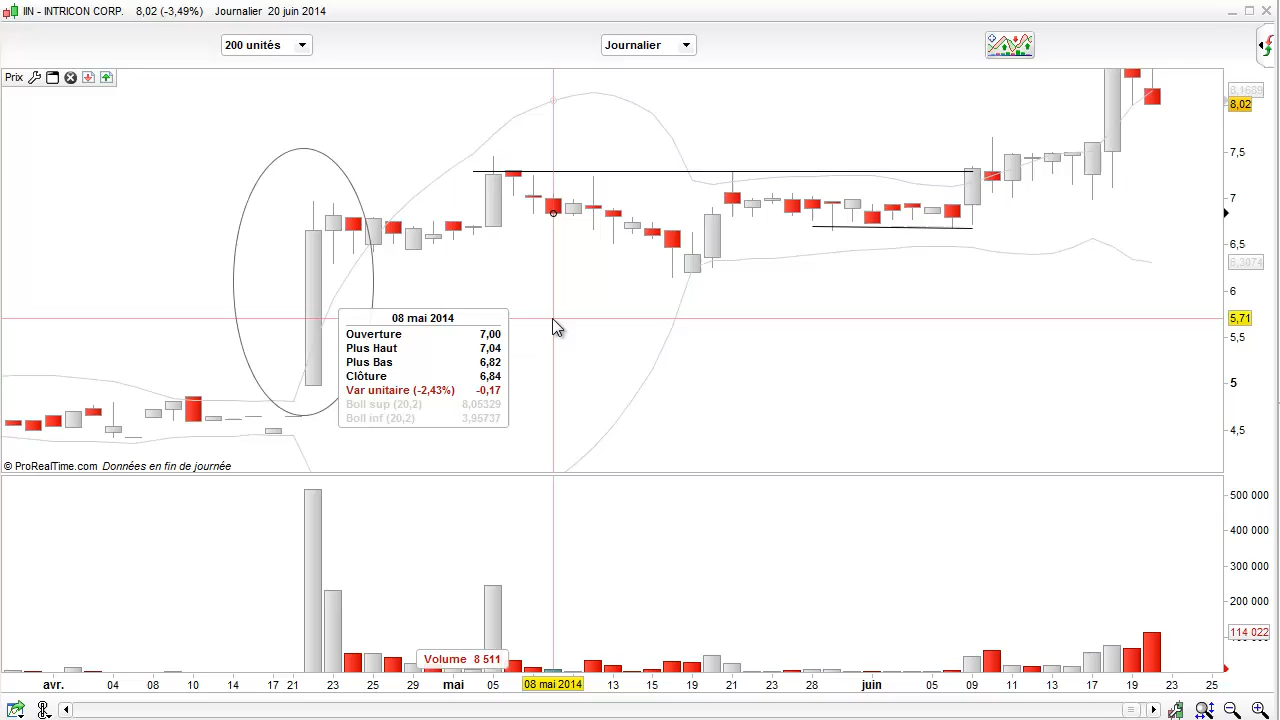 IIN - INTRICON CORP. 8,02 (-3,49%) Journalier 20 juin 2014
200 unités Journalier
Prix
8,1689
8,02
7,5
7
6,5
6,3074
6
5,71
5,5
5
4,5
08 mai 2014
Ouverture 7,00
Plus Haut 7,04
Plus Bas 6,82
Clôture 6,84
Var unitaire (-2,43%) -0,17
Boll sup (20,2) 8,05329
Boll inf (20,2) 3,95737
© ProRealTime.com Données en fin de journée
500 000
400 000
300 000
200 000
114 022
Volume 8 511
avr. 04 08 10 14 17 21 23 25 29 mai 05 08 mai 2014 13 15 19 21 23 28 juin 05 09 11 13 17 19 23 25